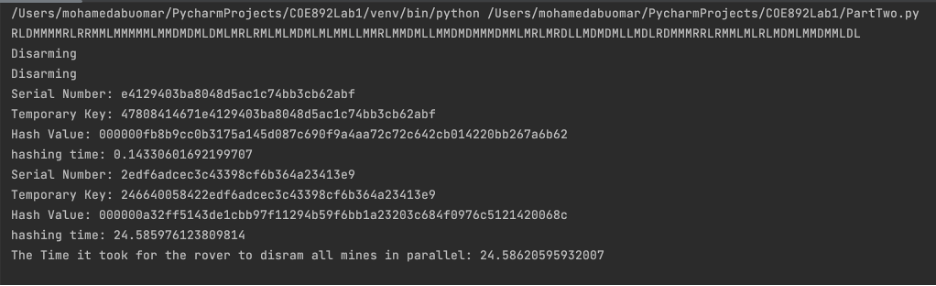 /Users/mohamedabuomar/PycharmProjects/COE892Lab1/venv/bin/python /Users/mohamedabuomar/PycharmProjects/COE892Lab1/PartTwo.py
RLDMMMMRLRRMMLMMMMMLMMDMDMLDMLMRLRMLMLMDMLMLMMLLMMRLMMDMLLMMDMDMMMDMMLMRLMRDLLMDMDMLLMDLRDMMMRRLRMMLMLRLMDMLMMDMMLDL
Disarming
Disarming
Serial Number: e4129403ba8048d5ac1c74bb3cb62abf
Temporary Key: 47808414671e4129403ba8048d5ac1c74bb3cb62abf
Hash Value: 000000fb8b9cc0b3175a145d087c690f9a4aa72c72c642cb014220bb267a6b62
hashing time: 0.14330601692199707
Serial Number: 2edf6adcec3c43398cf6b364a23413e9
Temporary Key: 246640058422edf6adcec3c43398cf6b364a23413e9
Hash Value: 000000a32ff5143de1cbb97f11294b59f6bb1a23203c684f0976c5121420068c
hashing time: 24.585976123809814
The Time it took for the rover to disram all mines in parallel: 24.58620595932007